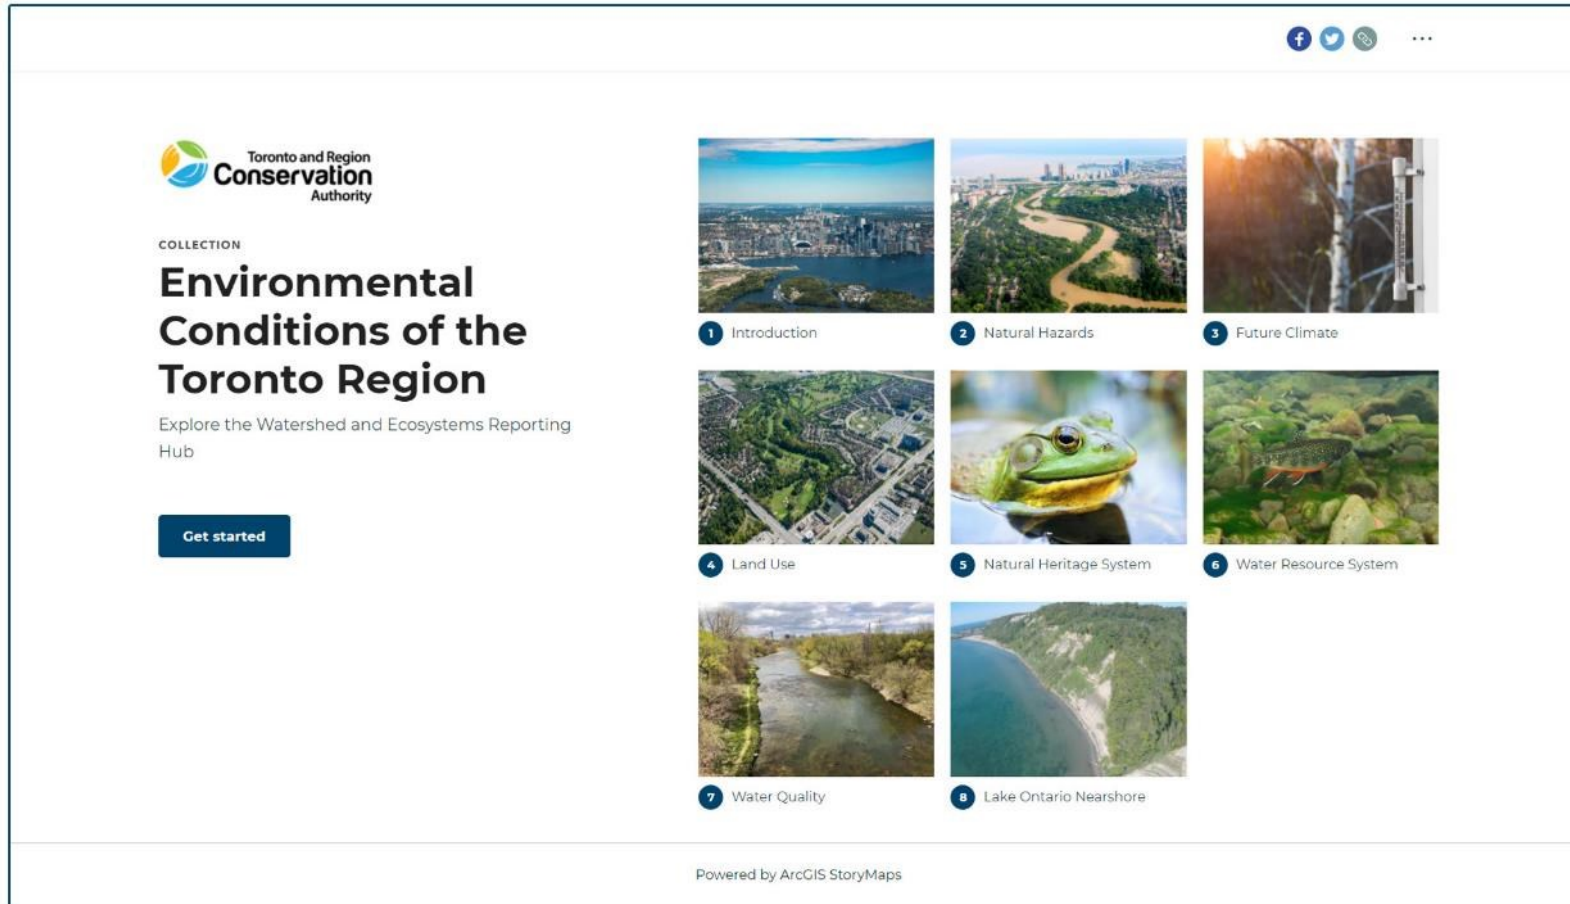 Toronto and Region
Conservation
Authority
COLLECTION
Environmental
Conditions of the
Toronto Region
Explore the Watershed and Ecosystems Reporting
Hub
Get started
1 Introduction
2 Natural Hazards
3 Future Climate
4 Land Use
5 Natural Heritage System
6 Water Resource System
7 Water Quality
8 Lake Ontario Nearshore
Powered by ArcGIS StoryMaps